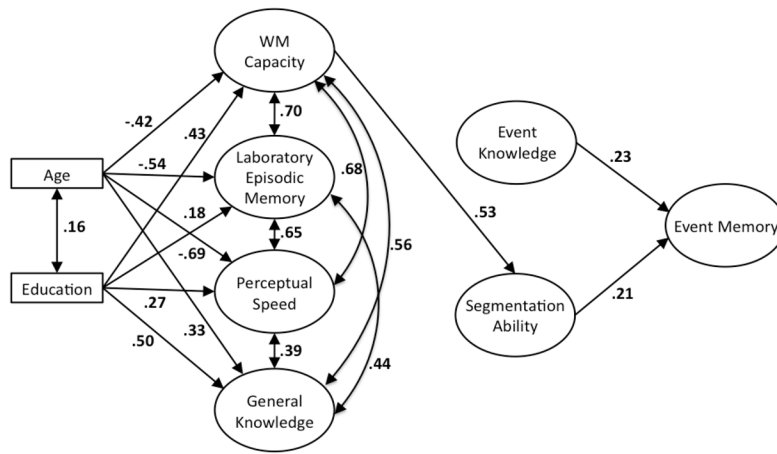 WM
Capacity
-.42
.43
.70
Laboratory
Episodic
Memory
-.54
Age
.68
Event
Knowledge
.23
.18
.53
Event Memory
.16
.65
-.69
.56
Education
.27
Perceptual
Speed
Segmentation
Ability
.21
.33
.50
.39
.44
General
Knowledge